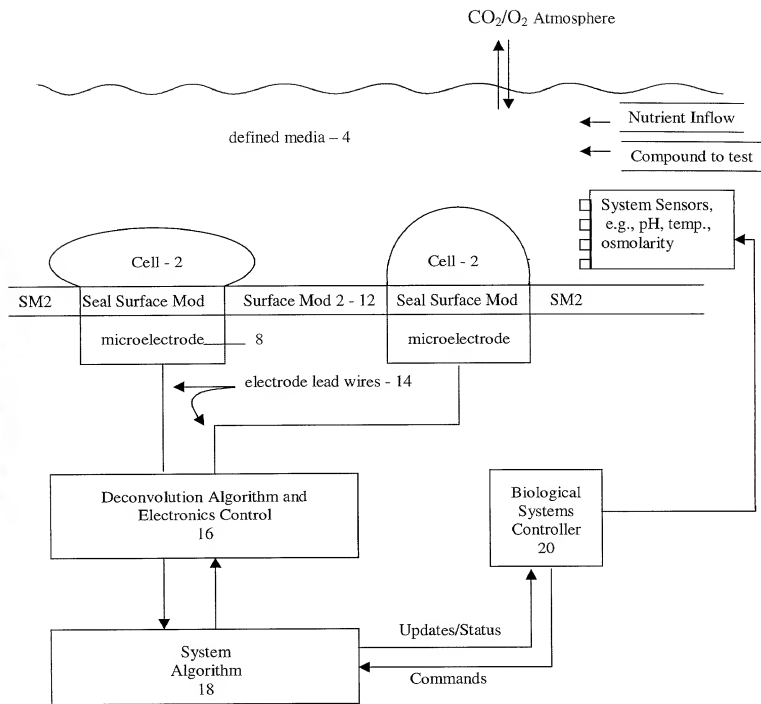 CO₂/O₂ Atmosphere
defined media – 4
Nutrient Inflow
Compound to test
System Sensors,
e.g., pH, temp.,
osmolarity
Cell - 2
Cell - 2
SM2
Seal Surface Mod
Surface Mod 2 - 12
Seal Surface Mod
SM2
microelectrode
8
microelectrode
electrode lead wires - 14
Deconvolution Algorithm and
Electronics Control
16
Biological
Systems
Controller
20
Updates/Status
System
Algorithm
18
Commands